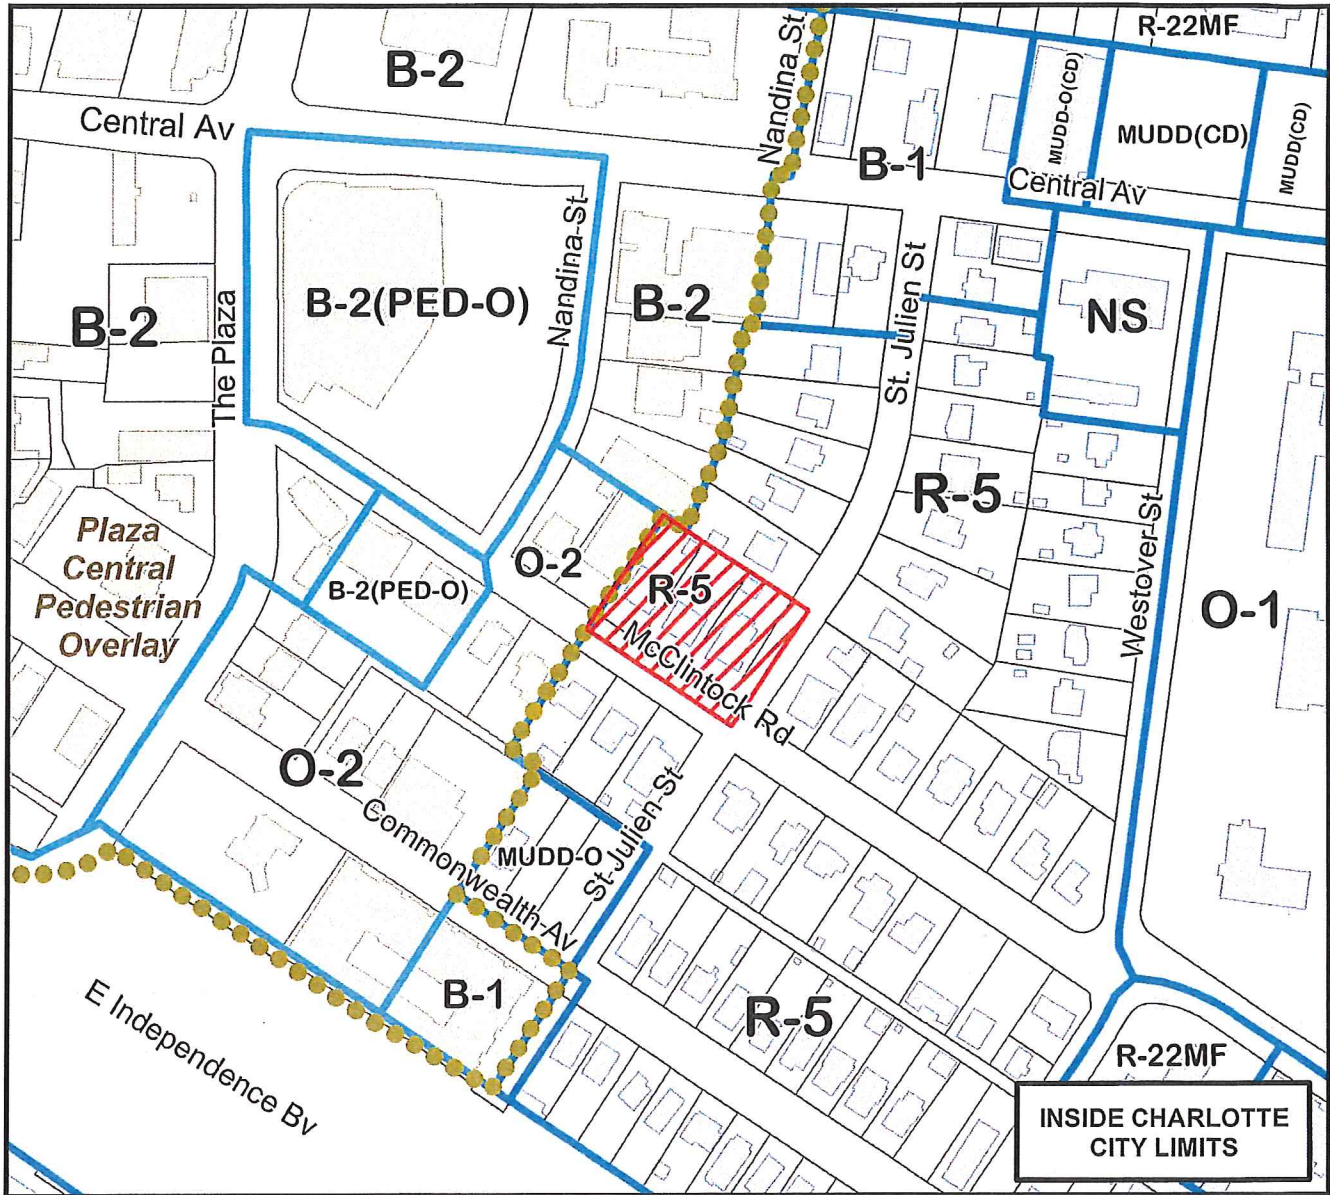 R-22MF
B-2
Nandina St
MUDD-O(CD)
MUDD(CD)
MUDD(CD)
Central Av
B-1
Central Av
B-2(PED-O)
Nandina St
B-2
St. Julien St
NS
B-2
The Plaza
R-5
Westover St
Plaza
Central
Pedestrian
Overlay
O-2
R-5
B-2(PED-O)
O-1
McClintock Rd
O-2
St Julien St
Commonwealth Av
MUDD-O
B-1
R-5
E Independence Bv
R-22MF
INSIDE CHARLOTTE
CITY LIMITS